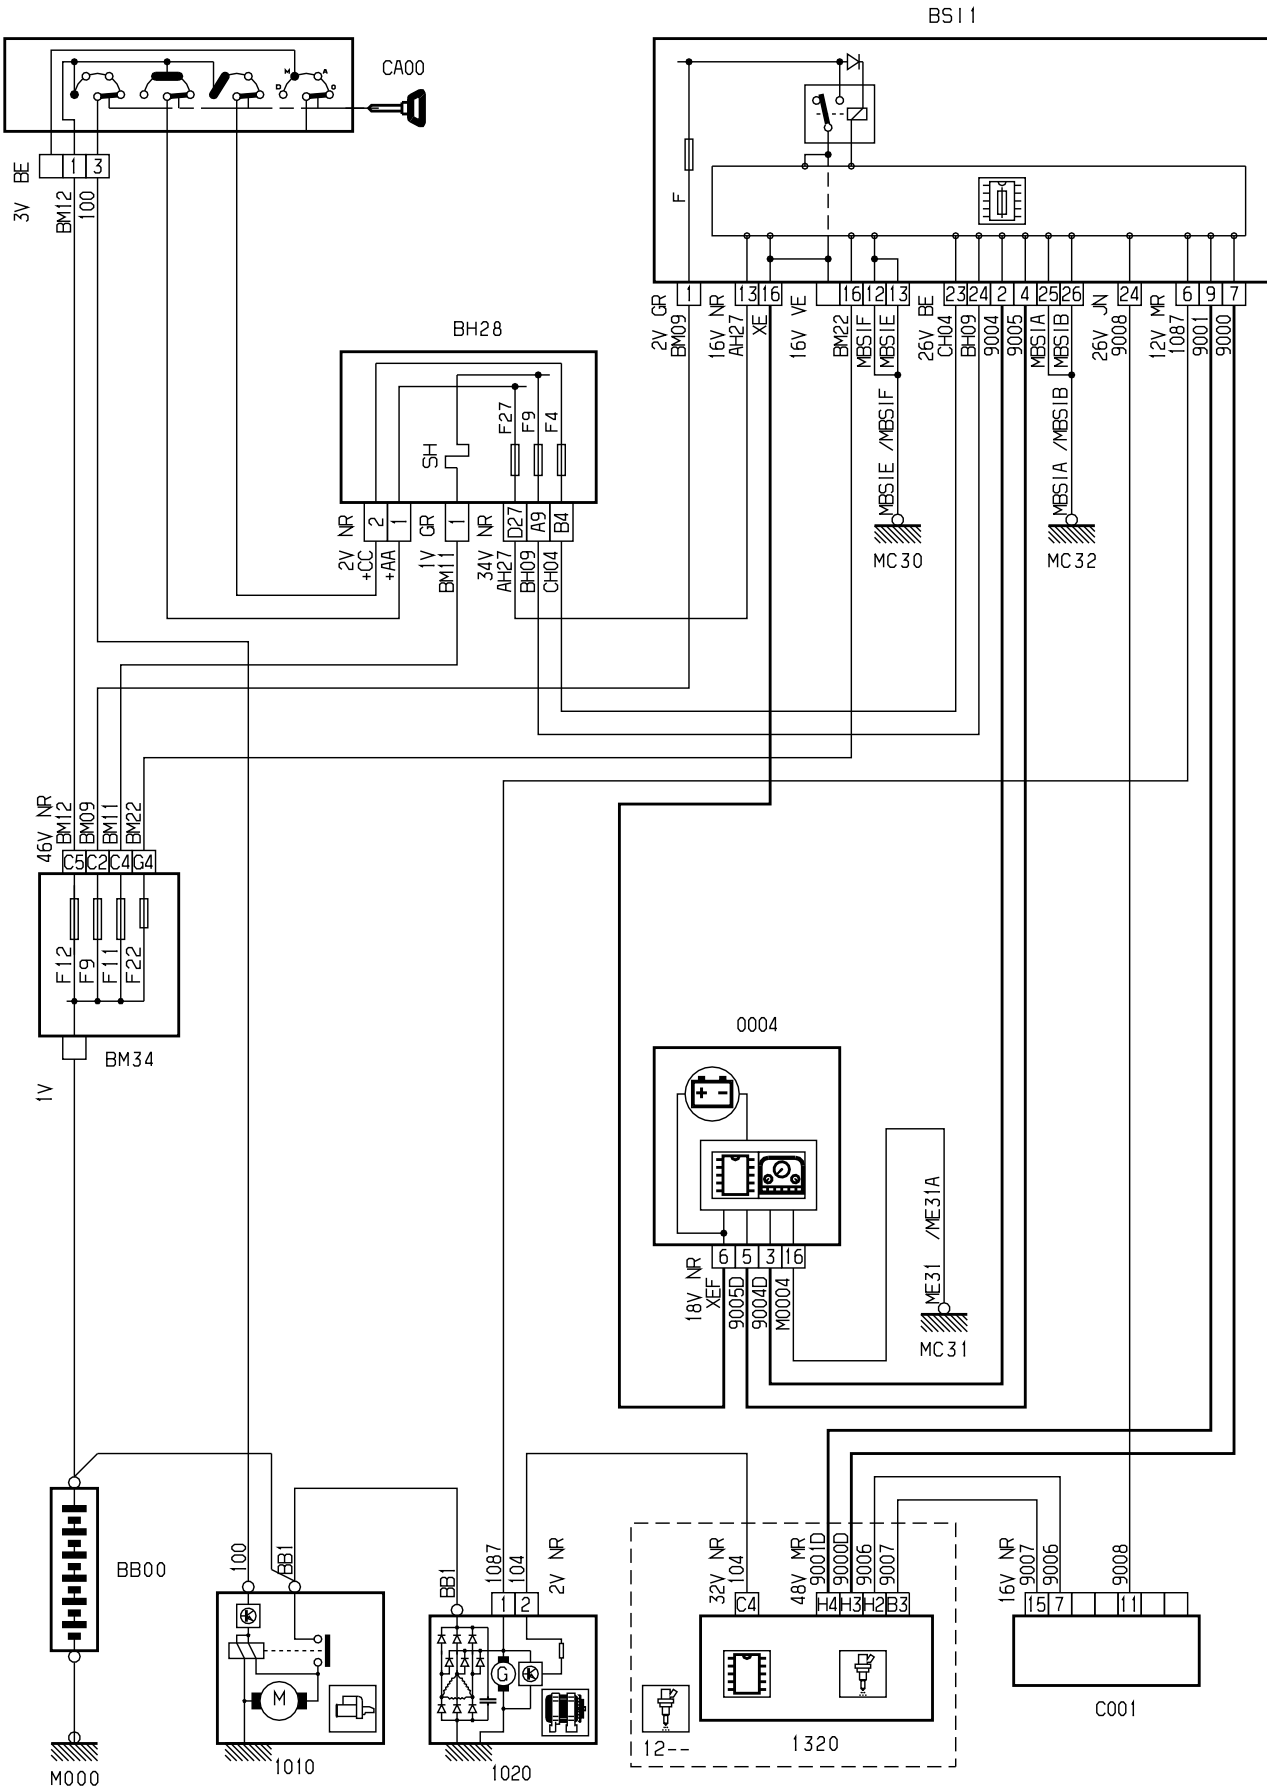 BSI1
CA00
M
A
D
D
1
3
3V BE
BM12
100
F
1
13
16
16
12
13
23
24
2
4
25
26
24
6
9
7
2V GR
BM09
16V NR
AH27
XE
16V VE
BM22
MBSIF
MBSIE
26V BE
CH04
BH09
9004
9005
MBSIA
MBSIB
26V JN
9008
12V MR
1087
9001
9000
MBSIE /MBSIF
MBSIA /MBSIB
MC30
MC32
BH28
SH
F27
F9
F4
2
1
1
D27
A9
B4
2V NR
+CC
+AA
1V GR
BM11
34V NR
AH27
BH09
CH04
46V NR
BM12
BM09
BM11
BM22
C5
C2
C4
G4
F12
F9
F11
F22
BM34
1V
0004
+ -
6
5
3
16
18V NR
XEF
9005D
9004D
M0004
ME31 /ME31A
MC31
BB00
M000
100
BB1
M
1010
BB1
1087
104
2V NR
1
2
G
1020
32V NR
104
C4
48V MR
9001D
9000D
9006
9007
H4
H3
H2
B3
12--
1320
16V NR
9007
9006
9008
15
7
11
C001